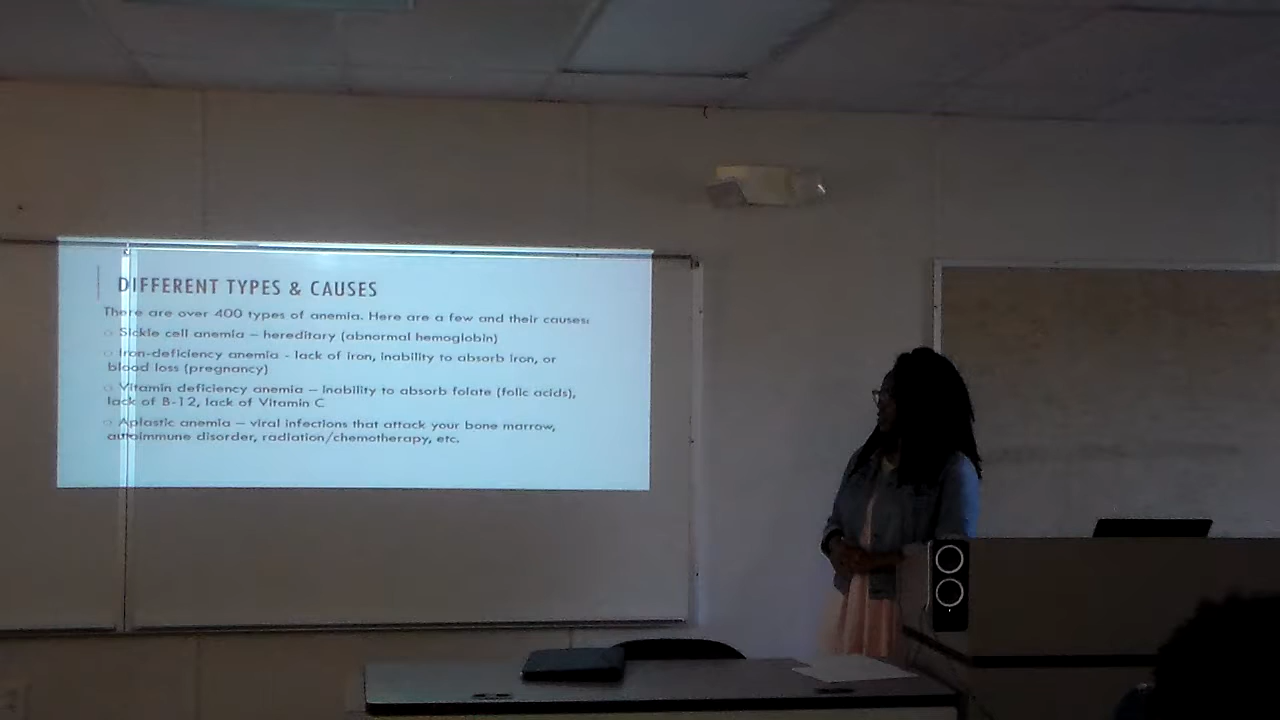 DIFFERENT TYPES & CAUSES
There are over 400 types of anemia. Here are a few and their causes:
Sickle cell anemia – hereditary (abnormal hemoglobin)
Iron-deficiency anemia - lack of iron, inability to absorb iron, or
blood loss (pregnancy)
Vitamin deficiency anemia – Inability to absorb folate (folic acids),
lack of B-12, lack of Vitamin C
Aplastic anemia – viral infections that attack your bone marrow,
autoimmune disorder, radiation/chemotherapy, etc.